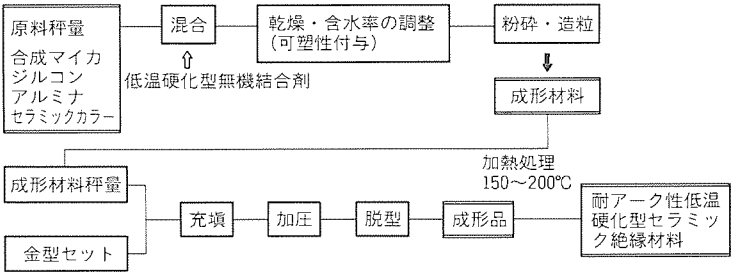 原料秤量
合成マイカ
ジルコン
アルミナ
セラミックカラー
混合
低温硬化型無機結合剤
乾燥・含水率の調整
(可塑性付与)
粉砕・造粒
成形材料
成形材料秤量
金型セット
充塡
加圧
脱型
成形品
加熱処理
150〜200℃
耐アーク性低温
硬化型セラミッ
ク絶縁材料